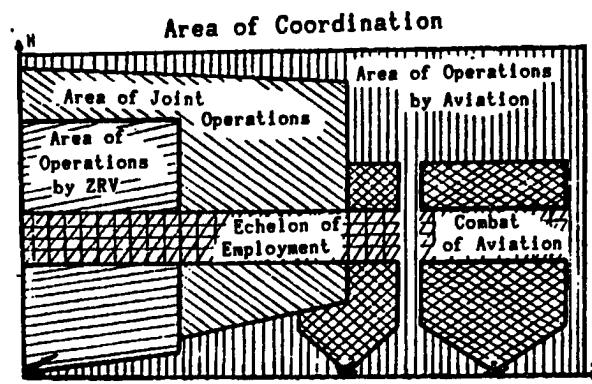 Area of Coordination
H
Area of Joint
Operations
Area of Operations
by Aviation
Area of
Operations
by ZRV
Echelon of
Employment
Combat
of Aviation